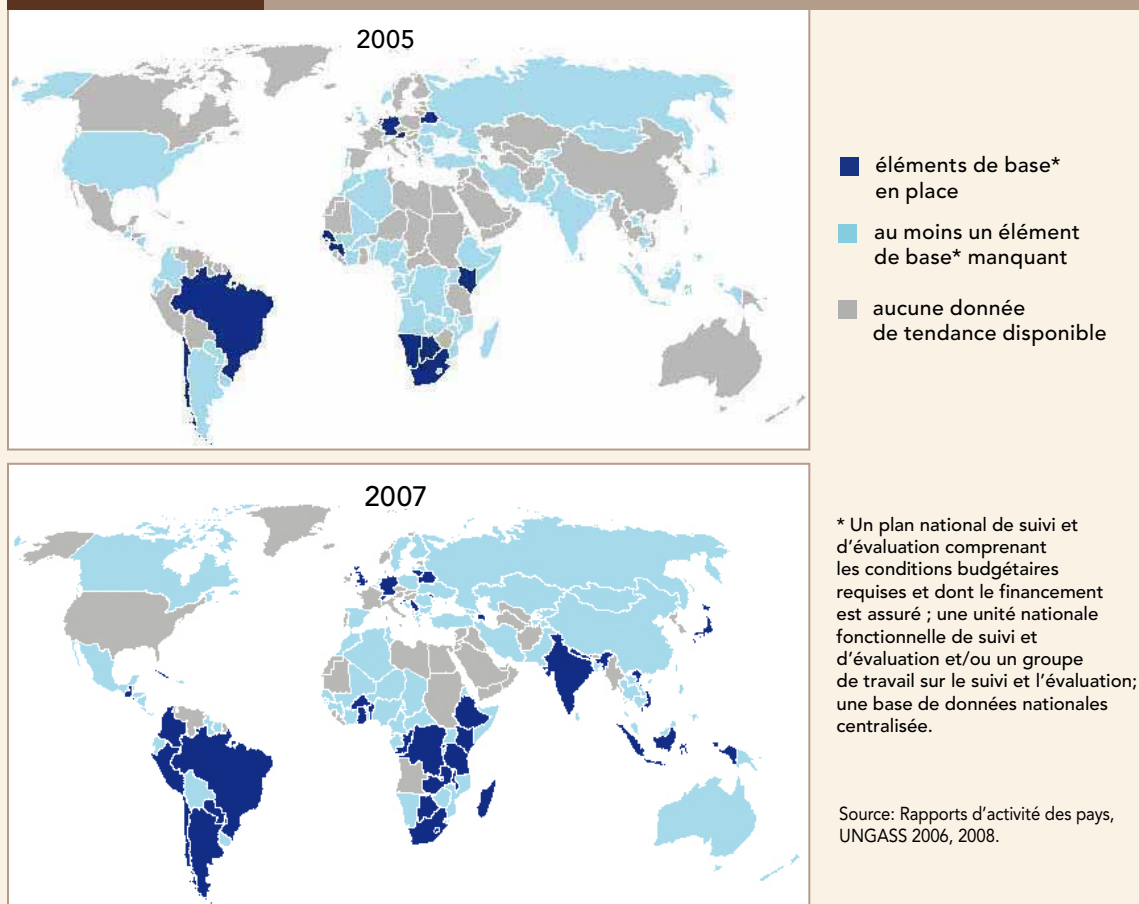 2005
éléments de base*
en place
au moins un élément
de base* manquant
aucune donnée
de tendance disponible
2007
* Un plan national de suivi et
d'évaluation comprenant
les conditions budgétaires
requises et dont le financement
est assuré ; une unité nationale
fonctionnelle de suivi et
d'évaluation et/ou un groupe
de travail sur le suivi et l'évaluation;
une base de données nationales
centralisée.
Source: Rapports d'activité des pays,
UNGASS 2006, 2008.